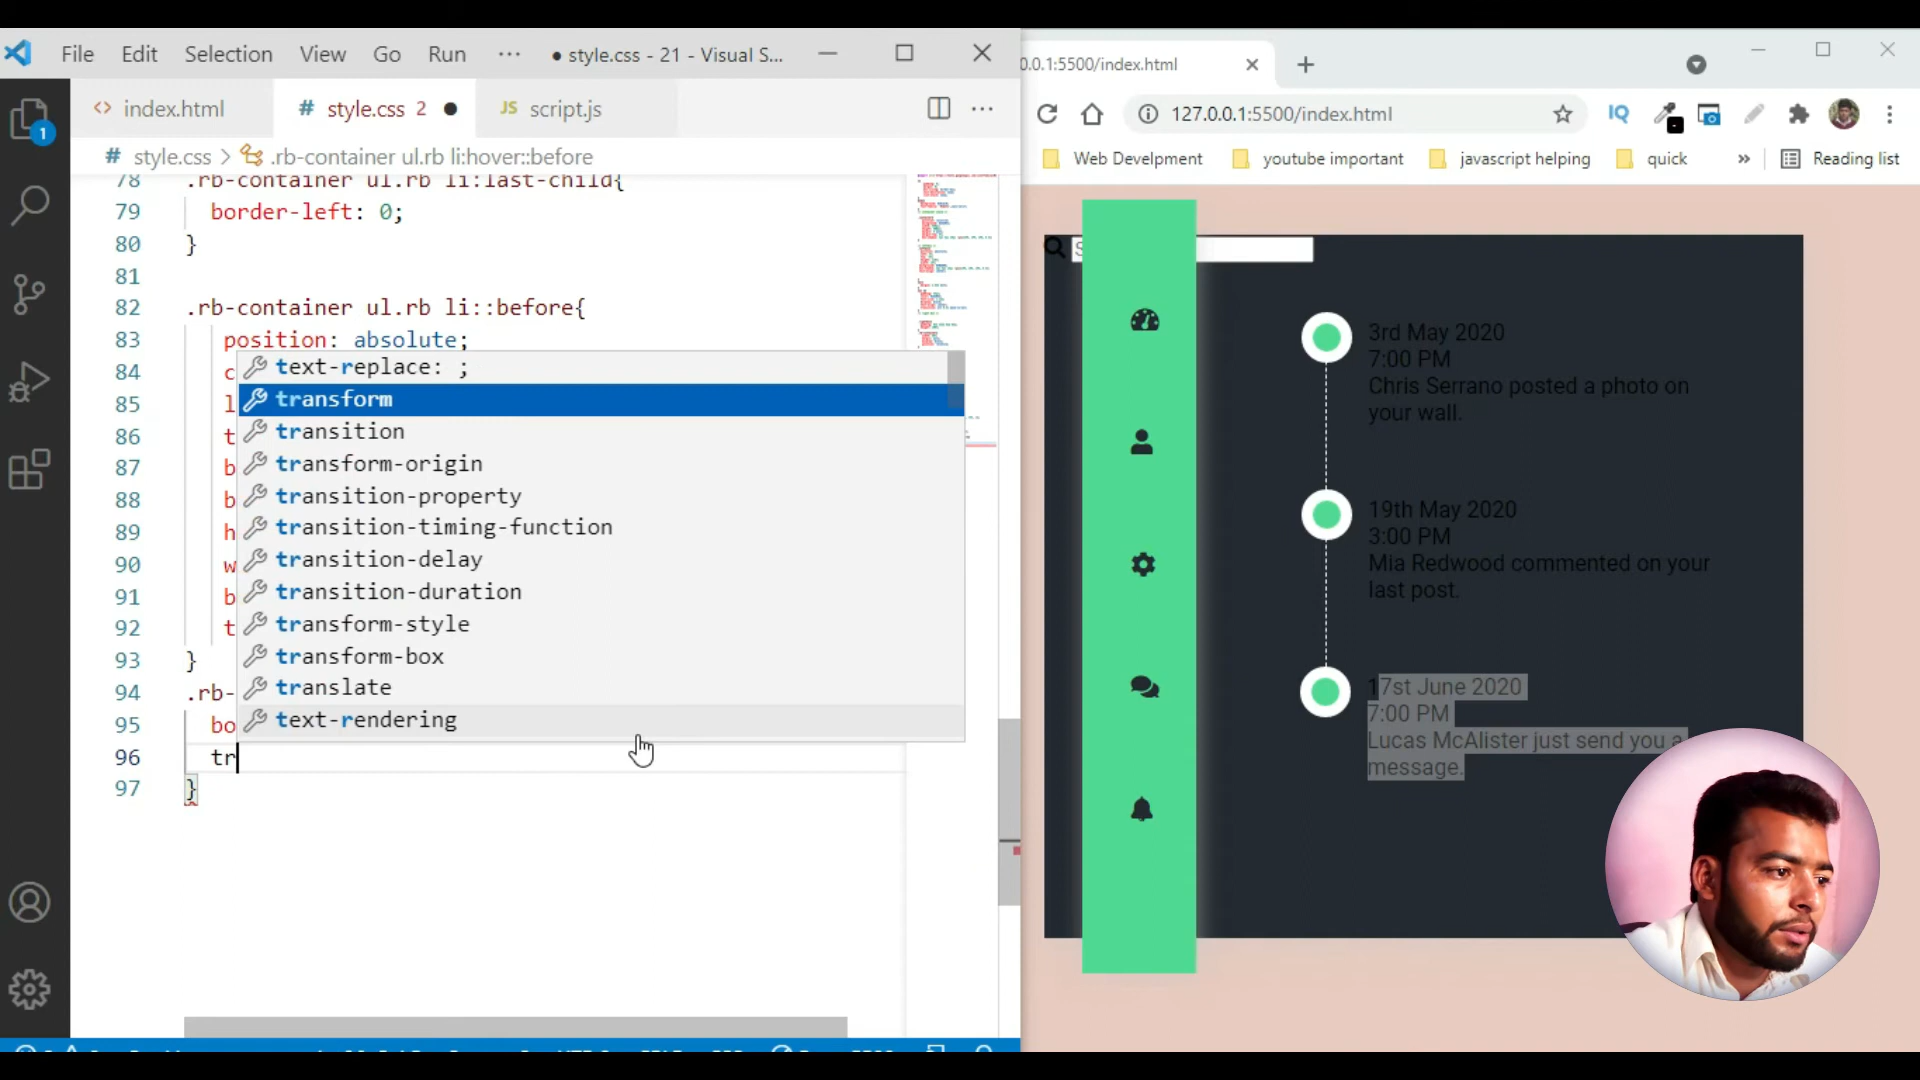 File Edit Selection View Go Run ··· ● style.css - 21 - Visual S...
index.html # style.css 2 ● JS script.js ···
# style.css > .rb-container ul.rb li:hover::before
1
78 .rb-container ul.rb li:last-child{
79 border-left: 0;
80 }
81
82 .rb-container ul.rb li::before{
83 position: absolute;
84 c
85 l
86 t
87 b
88 b
89 h
90 w
91 b
92 t
93 }
94 .rb-
95 bo
96 tr
97 }
text-replace: ;
transform
transition
transform-origin
transition-property
transition-timing-function
transition-delay
transition-duration
transform-style
transform-box
translate
text-rendering
0.0.1:5500/index.html
127.0.0.1:5500/index.html IQ
Web Develpment youtube important javascript helping quick » Reading list
3rd May 2020
7:00 PM
Chris Serrano posted a photo on
your wall.
19th May 2020
3:00 PM
Mia Redwood commented on your
last post.
17st June 2020
7:00 PM
Lucas McAlister just send you a
message.